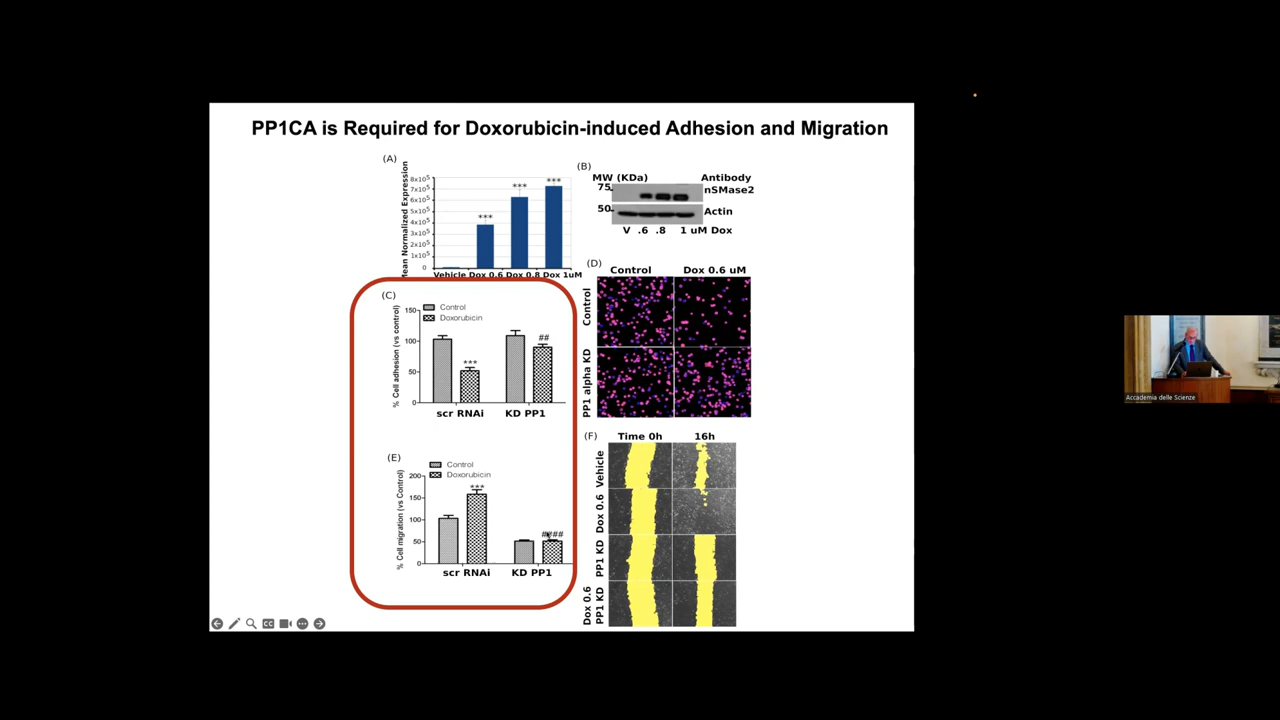 PP1CA is Required for Doxorubicin-induced Adhesion and Migration
(A)
Mean Normalized Expression
8x10⁵
7x10⁵
6x10⁵
5x10⁵
4x10⁵
3x10⁵
2x10⁵
1x10⁵
0
***
***
***
Vehicle Dox 0.6 Dox 0.8 Dox 1uM
(B)
MW (KDa) Antibody
75 nSMase2
50 Actin
V .6 .8 1 uM Dox
(C)
Control
Doxorubicin
% Cell adhesion (vs control)
150
100
50
0
***
##
scr RNAi KD PP1
(D)
Control Dox 0.6 uM
Control
PP1 alpha KD
(E)
Control
Doxorubicin
% Cell migration (vs Control)
200
150
100
50
0
***
####
scr RNAi KD PP1
(F)
Time 0h 16h
Vehicle
Dox 0.6
PP1 KD
Dox 0.6
PP1 KD
CC
Accademia delle Scienze